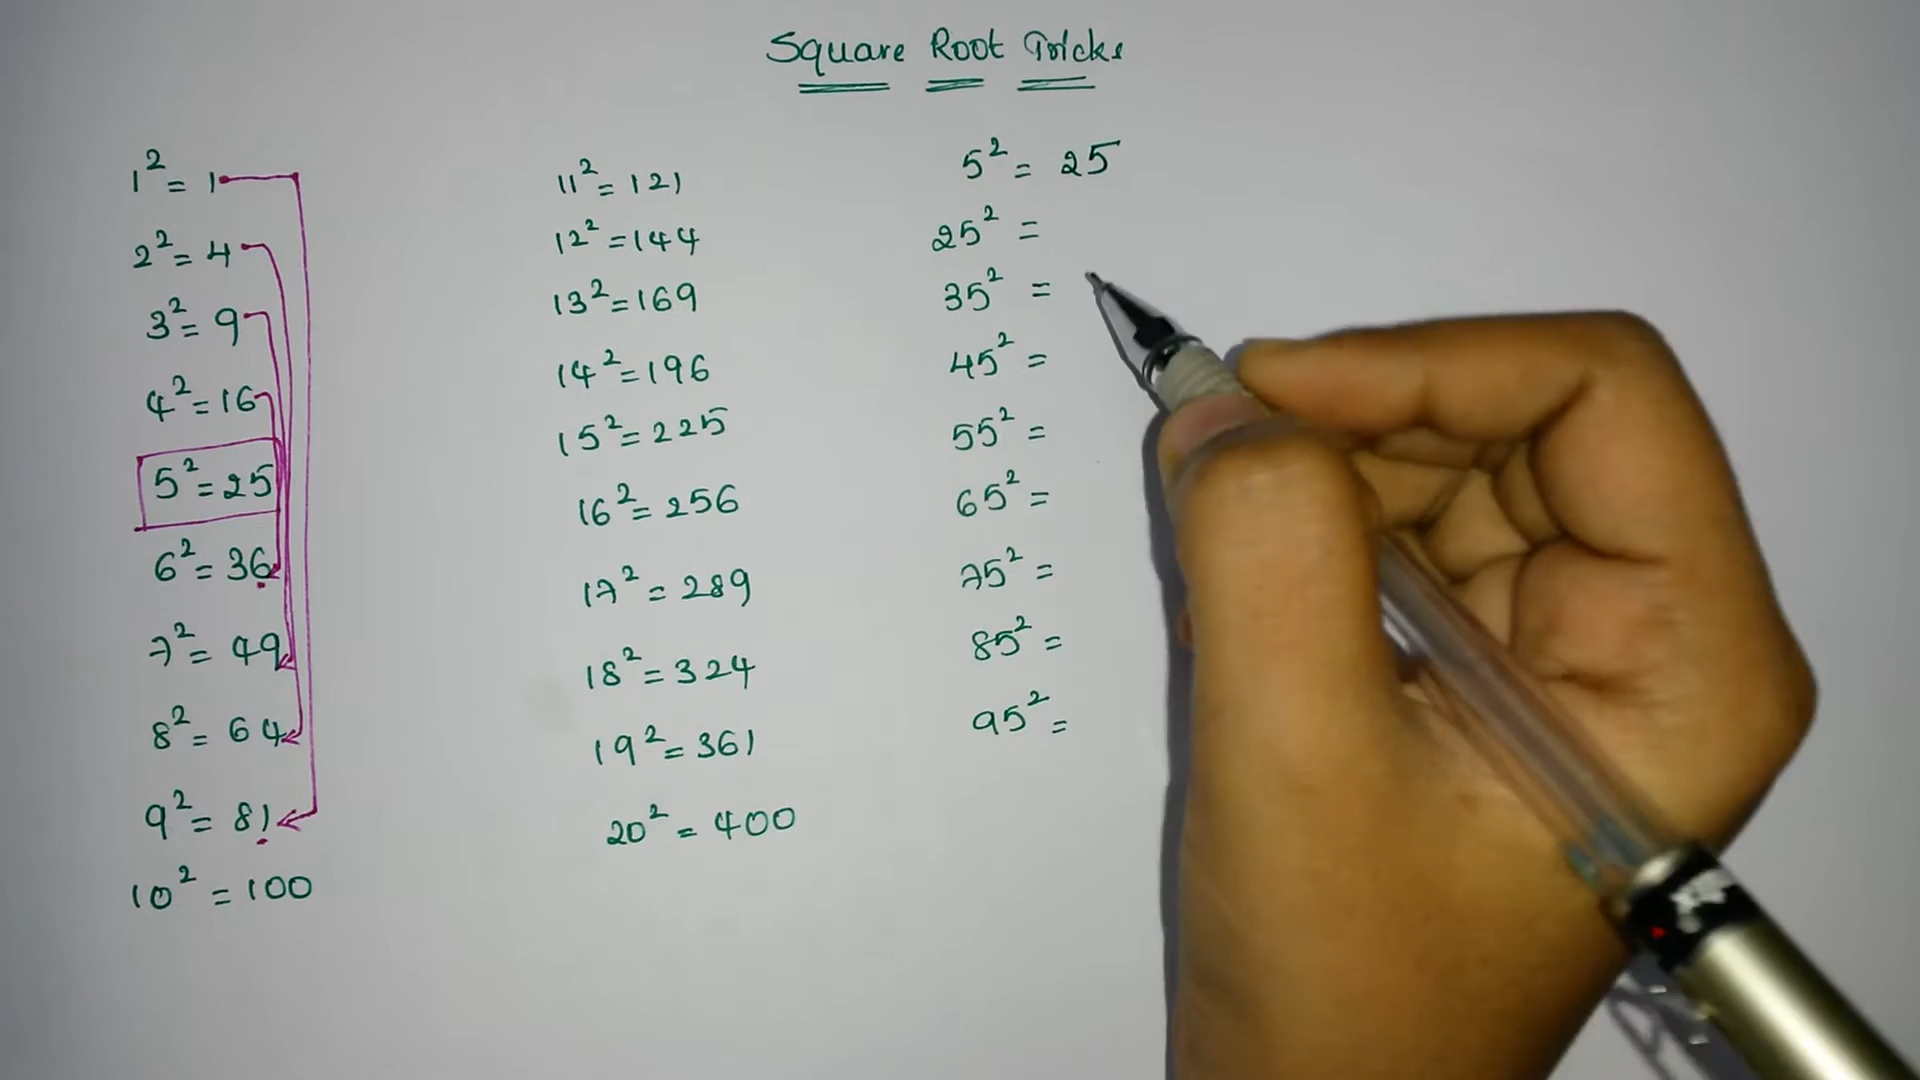 Square Root Tricks
1² = 1
2² = 4
3² = 9
4² = 16
5² = 25
6² = 36
7² = 49
8² = 64
9² = 81
10² = 100
11² = 121
12² = 144
13² = 169
14² = 196
15² = 225
16² = 256
17² = 289
18² = 324
19² = 361
20² = 400
5² = 25
25² =
35² =
45² =
55² =
65² =
75² =
85² =
95² =